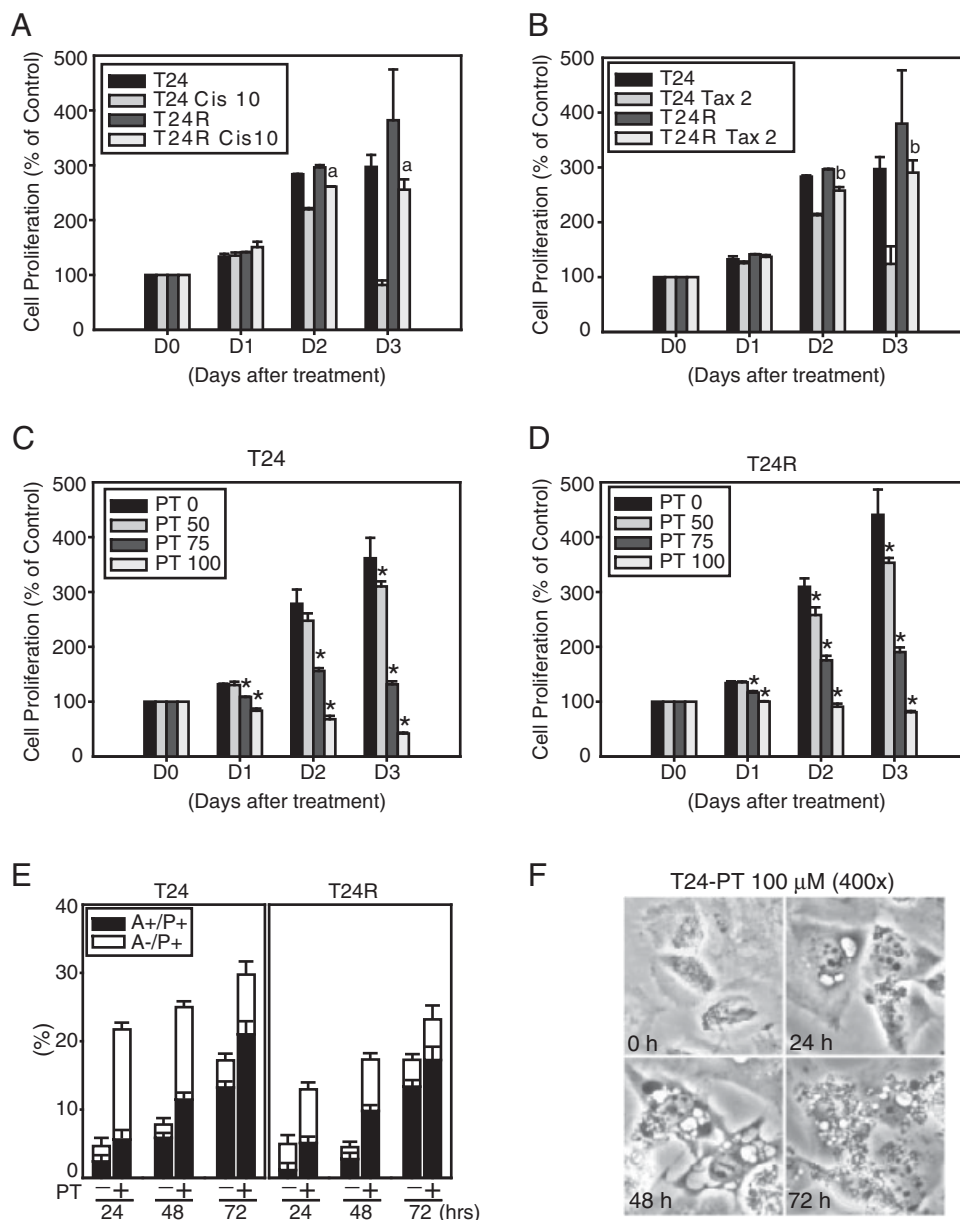 A
Cell Proliferation (% of Control)
500
400
300
200
100
0
T24
T24 Cis 10
T24R
T24R Cis10
a
a
D0 D1 D2 D3
(Days after treatment)
B
Cell Proliferation (% of Control)
500
400
300
200
100
0
T24
T24 Tax 2
T24R
T24R Tax 2
b
b
D0 D1 D2 D3
(Days after treatment)
C
T24
Cell Proliferation (% of Control)
500
400
300
200
100
0
PT 0
PT 50
PT 75
PT 100
* *
* *
* * *
D0 D1 D2 D3
(Days after treatment)
D
T24R
Cell Proliferation (% of Control)
500
400
300
200
100
0
PT 0
PT 50
PT 75
PT 100
* *
* * *
* * *
D0 D1 D2 D3
(Days after treatment)
E
T24 T24R
(%)
40
30
20
10
0
A+/P+
A-/P+
PT − + − + − + − + − + − +
24 48 72 24 48 72 (hrs)
F
T24-PT 100 μM (400x)
0 h
24 h
48 h
72 h